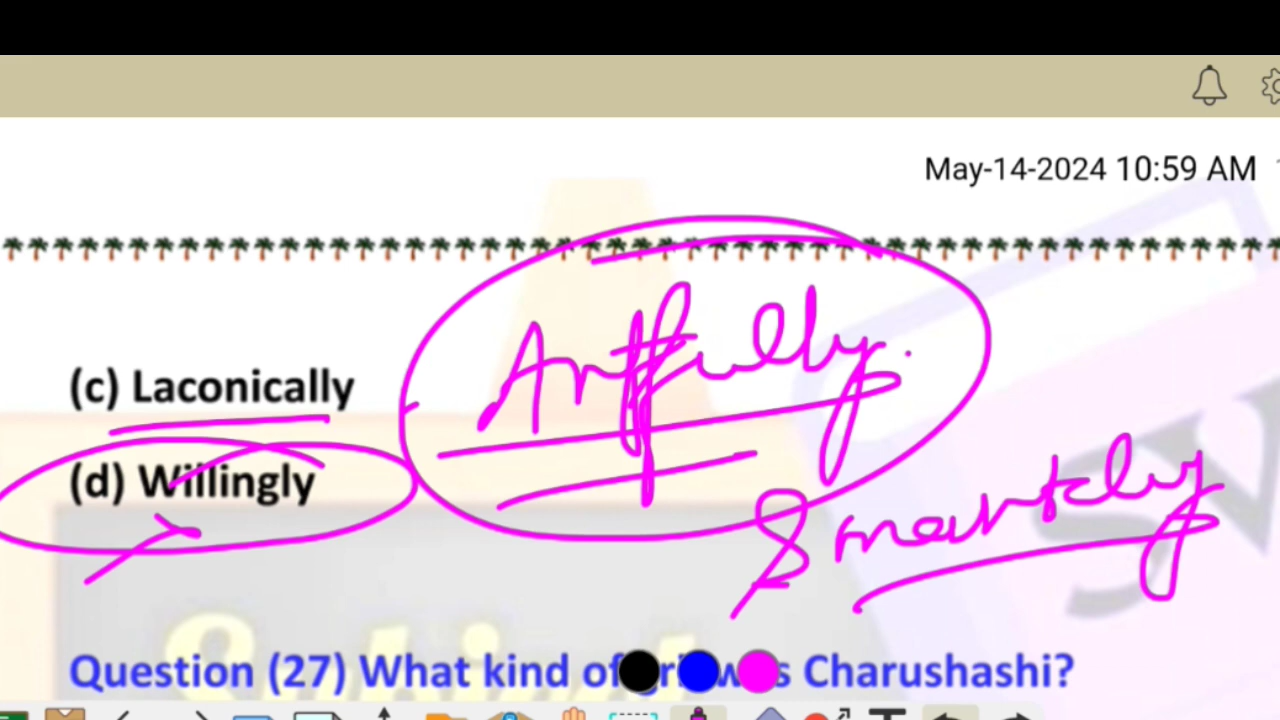 May-14-2024 10:59 AM
Artfully.
(c) Laconically
(d) Willingly
Smartly
Question (27) What kind of Charushashi?